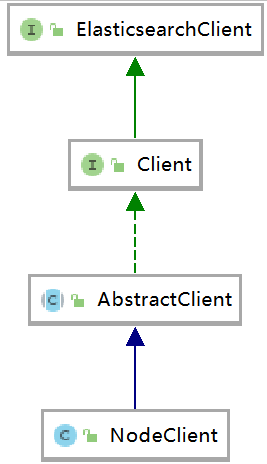 I ElasticsearchClient
I Client
C AbstractClient
C NodeClient